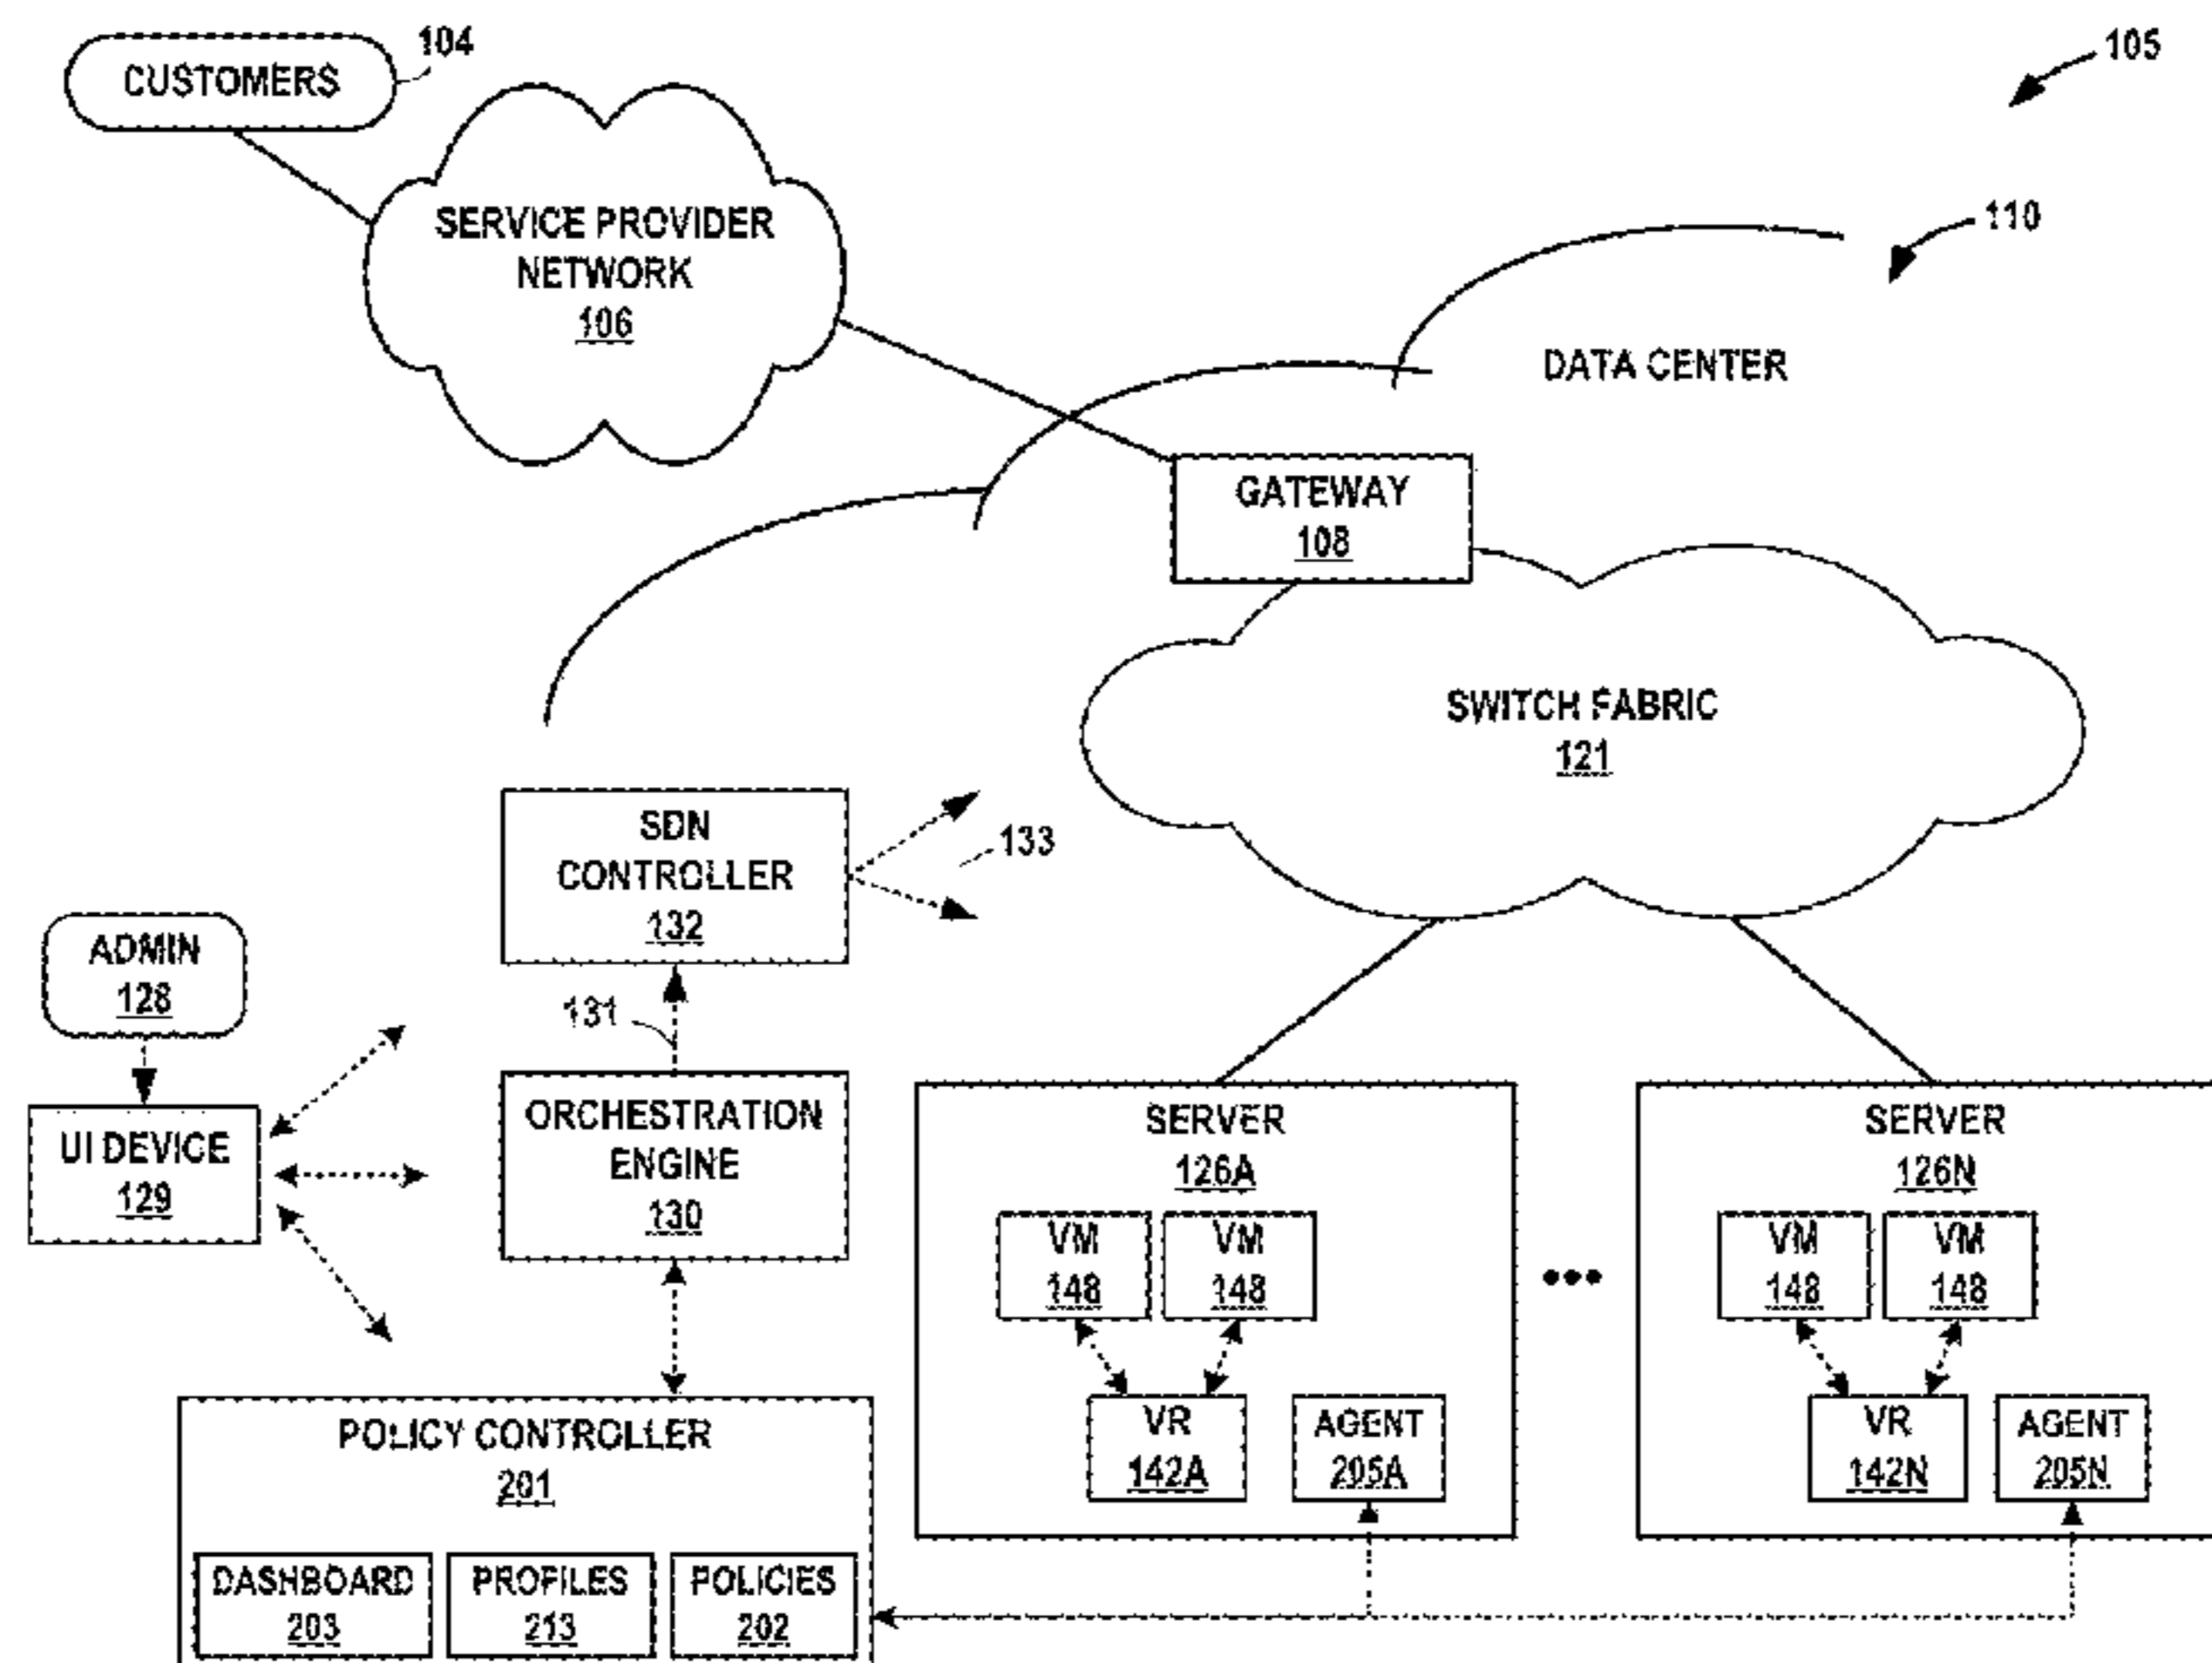 CUSTOMERS
104
105
SERVICE PROVIDER
NETWORK
106
110
DATA CENTER
GATEWAY
108
SWITCH FABRIC
121
SDN
CONTROLLER
132
133
ADMIN
128
131
UI DEVICE
129
ORCHESTRATION
ENGINE
130
SERVER
126A
VM
148
VM
148
VR
142A
AGENT
205A
SERVER
126N
VM
148
VM
148
VR
142N
AGENT
205N
POLICY CONTROLLER
201
DASHBOARD
203
PROFILES
213
POLICIES
202